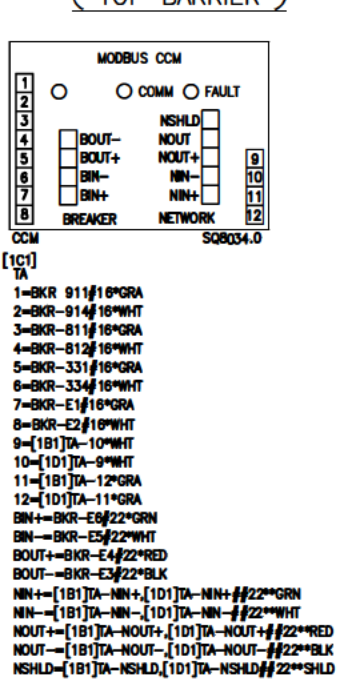 ( TOP BARRIER )
MODBUS CCM
1
2
3
4
5
6
7
8
COMM
FAULT
NSHLD
BOUT-
NOUT
BOUT+
NOUT+
BIN-
NIN-
BIN+
NIN+
9
10
11
12
BREAKER
NETWORK
CCM
SQ8034.0
[1C1]
TA
1=BKR 911#16*GRA
2=BKR-914#16*WHT
3=BKR-811#16*GRA
4=BKR-812#16*WHT
5=BKR-331#16*GRA
6=BKR-334#16*WHT
7=BKR-E1#16*GRA
8=BKR-E2#16*WHT
9=[1B1]TA-10*WHT
10=[1D1]TA-9*WHT
11=[1B1]TA-12*GRA
12=[1D1]TA-11*GRA
BIN+=BKR-E6#22*GRN
BIN-=BKR-E5#22*WHT
BOUT+=BKR-E4#22*RED
BOUT-=BKR-E3#22*BLK
NIN+=[1B1]TA-NIN+,[1D1]TA-NIN+##22**GRN
NIN-=[1B1]TA-NIN-,[1D1]TA-NIN-##22**WHT
NOUT+=[1B1]TA-NOUT+,[1D1]TA-NOUT+##22**RED
NOUT-=[1B1]TA-NOUT-,[1D1]TA-NOUT-##22**BLK
NSHLD=[1B1]TA-NSHLD,[1D1]TA-NSHLD##22**SHLD